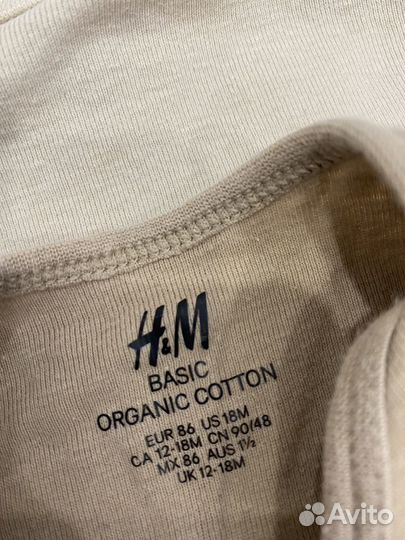 H&M
BASIC
ORGANIC COTTON
EUR 86 US 18M
CA 12-18M CN 90/48
MX 86 AUS 1½
UK 12-18M
Avito